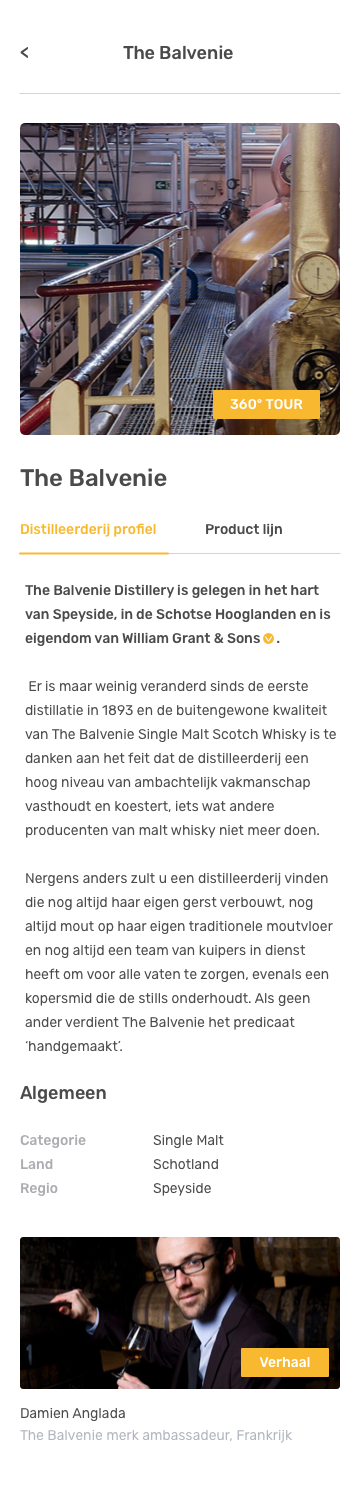 <
The Balvenie
360° TOUR
The Balvenie
Distilleerderij profiel
Product lijn
The Balvenie Distillery is gelegen in het hart
van Speyside, in de Schotse Hooglanden en is
eigendom van William Grant & Sons .
Er is maar weinig veranderd sinds de eerste
distillatie in 1893 en de buitengewone kwaliteit
van The Balvenie Single Malt Scotch Whisky is te
danken aan het feit dat de distilleerderij een
hoog niveau van ambachtelijk vakmanschap
vasthoudt en koestert, iets wat andere
producenten van malt whisky niet meer doen.
Nergens anders zult u een distilleerderij vinden
die nog altijd haar eigen gerst verbouwt, nog
altijd mout op haar eigen traditionele moutvloer
en nog altijd een team van kuipers in dienst
heeft om voor alle vaten te zorgen, evenals een
kopersmid die de stills onderhoudt. Als geen
ander verdient The Balvenie het predicaat
‘handgemaakt’.
Algemeen
Categorie Single Malt
Land Schotland
Regio Speyside
Verhaal
Damien Anglada
The Balvenie merk ambassadeur, Frankrijk